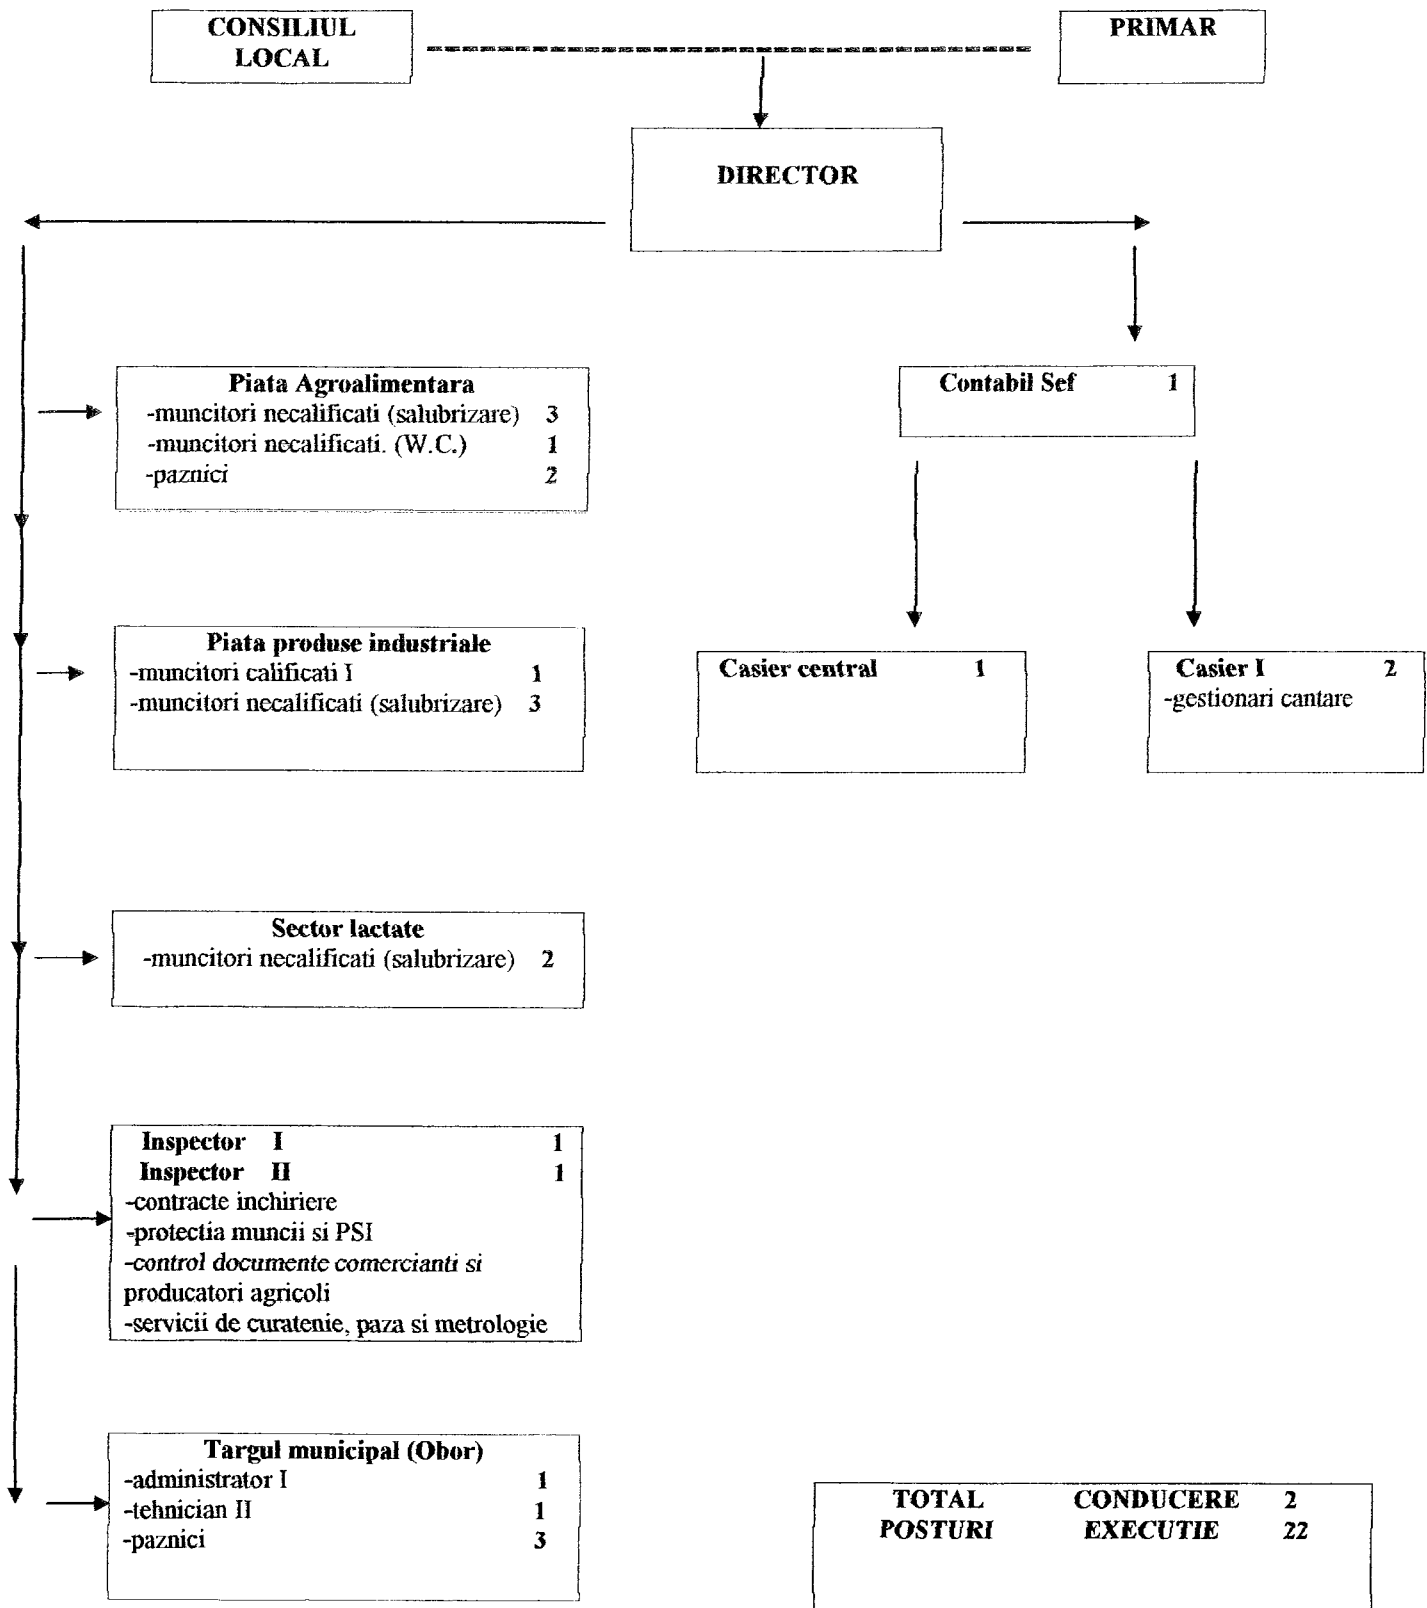 CONSILIUL
LOCAL
PRIMAR
DIRECTOR
Piata Agroalimentara
-muncitori necalificati (salubrizare) 3
-muncitori necalificati. (W.C.) 1
-paznici 2
Contabil Sef 1
Piata produse industriale
-muncitori calificati I 1
-muncitori necalificati (salubrizare) 3
Casier central 1
Casier I 2
-gestionari cantare
Sector lactate
-muncitori necalificati (salubrizare) 2
Inspector I 1
Inspector II 1
-contracte inchiriere
-protectia muncii si PSI
-control documente comercianti si
producatori agricoli
-servicii de curatenie, paza si metrologie
Targul municipal (Obor)
-administrator I 1
-tehnician II 1
-paznici 3
TOTAL CONDUCERE 2
POSTURI EXECUTIE 22